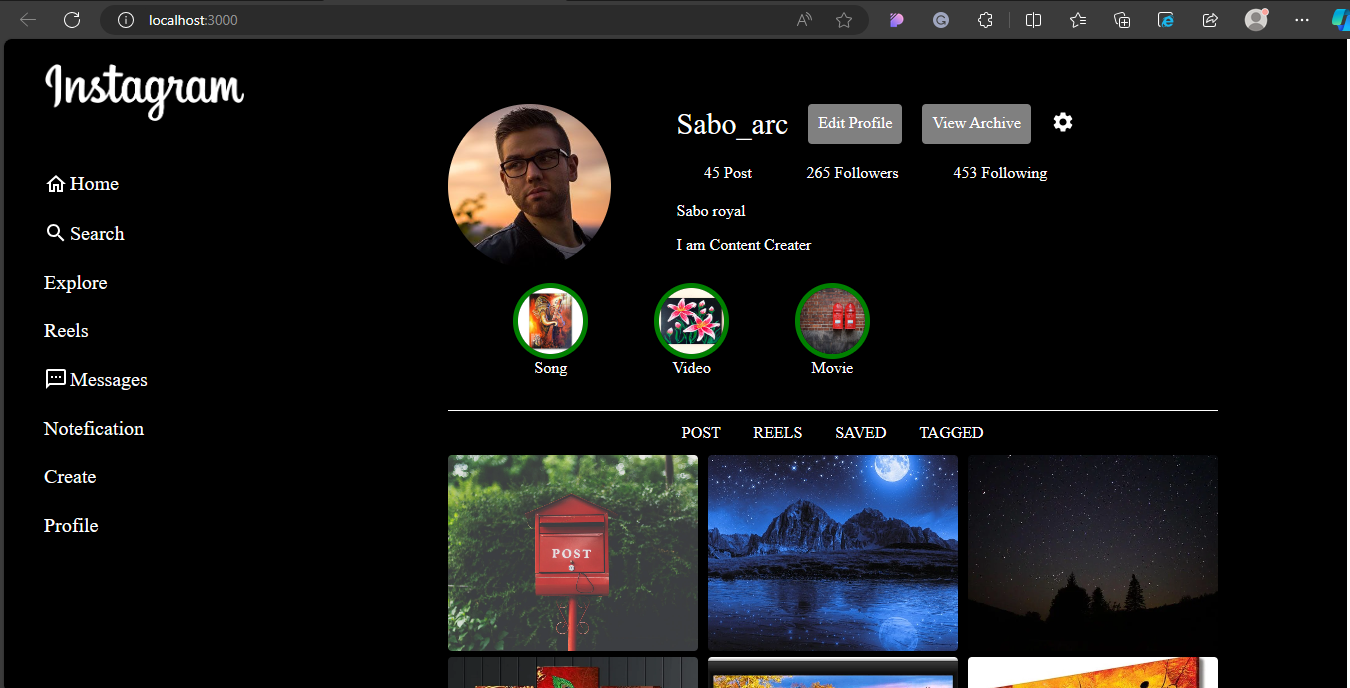 localhost:3000
Instagram
Home
Search
Explore
Reels
Messages
Notefication
Create
Profile
Sabo_arc Edit Profile View Archive
45 Post 265 Followers 453 Following
Sabo royal
I am Content Creater
Song Video Movie
POST REELS SAVED TAGGED
POST